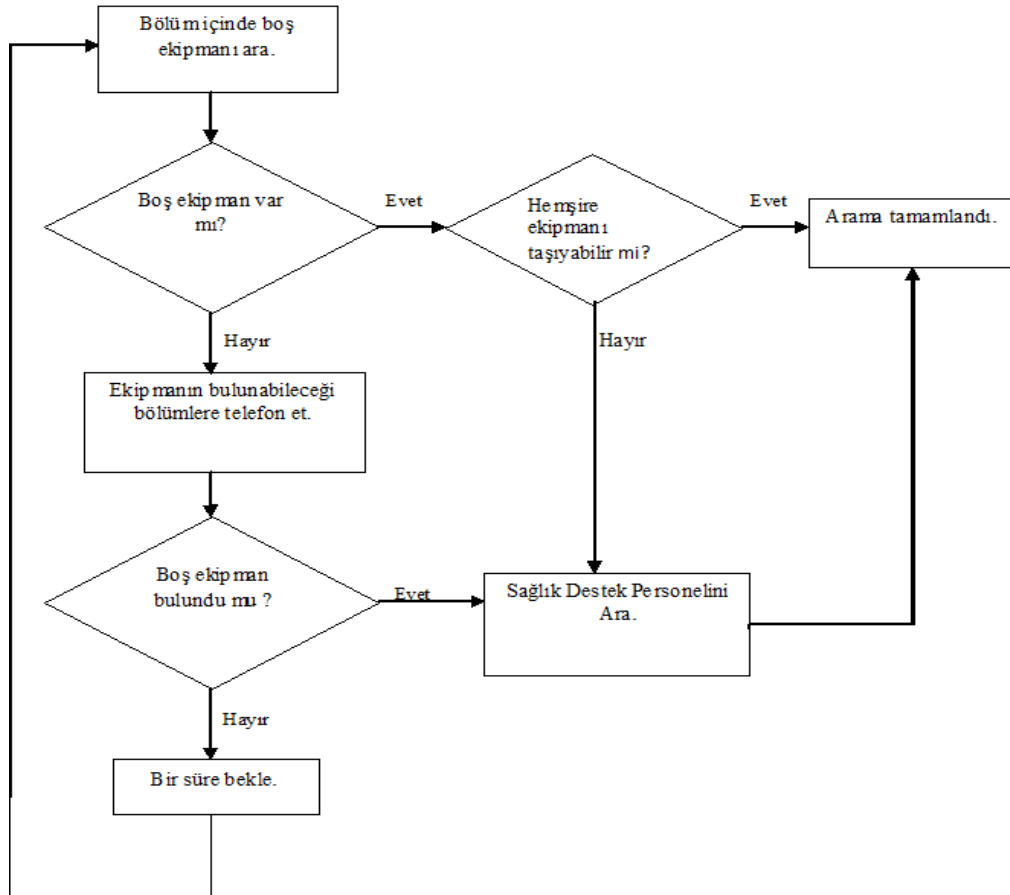 Bölüm içinde boş
ekipmanı ara.
Boş ekipman var
mı?
Evet
Hemşire
ekipmanı
taşıyabilir mi?
Evet
Arama tamamlandı.
Hayır
Hayır
Ekipmanın bulunabileceği
bölümlere telefon et.
Boş ekipman
bulundu mu ?
Evet
Sağlık Destek Personelini
Ara.
Hayır
Bir süre bekle.